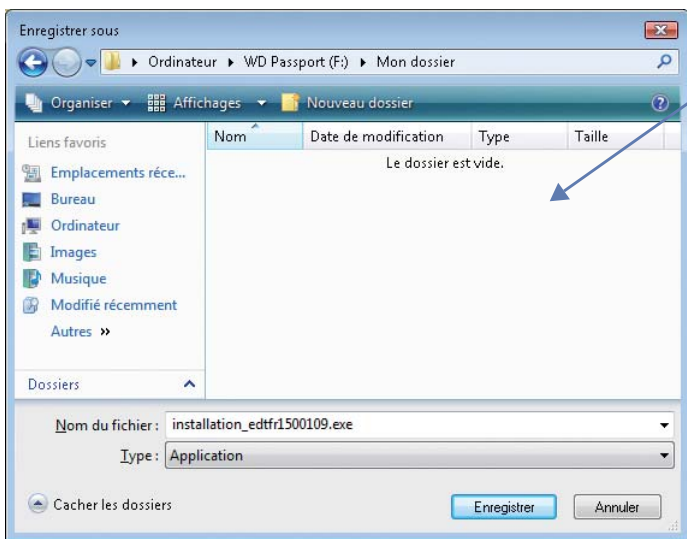 Enregistrer sous
Ordinateur WD Passport (F:) Mon dossier
Organiser Affichages Nouveau dossier ?
Liens favoris
Nom Date de modification Type Taille
Le dossier est vide.
Emplacements réce...
Bureau
Ordinateur
Images
Musique
Modifié récemment
Autres »
Dossiers
Nom du fichier : installation_edtfr1500109.exe
Type : Application
Cacher les dossiers
Enregistrer Annuler